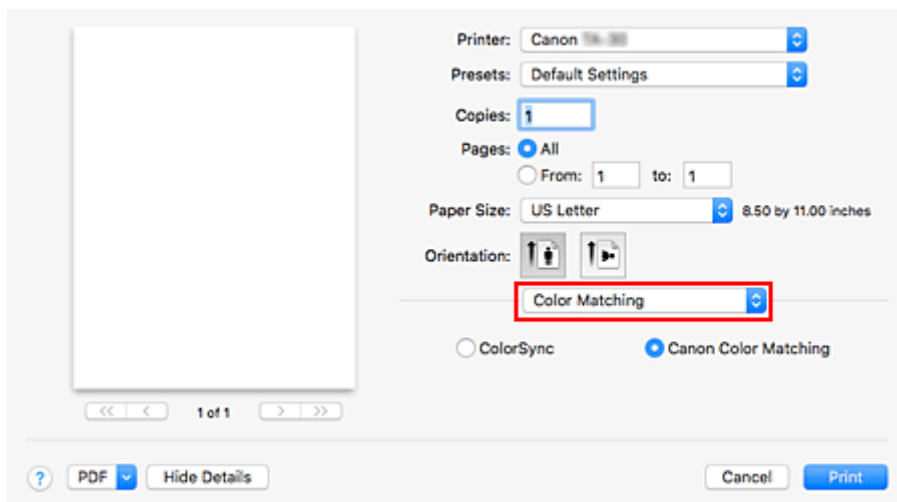 Printer: Canon
Presets: Default Settings
Copies: 1
Pages: All
From: 1 to: 1
Paper Size: US Letter 8.50 by 11.00 inches
Orientation:
Color Matching
ColorSync Canon Color Matching
<< < 1 of 1 > >>
? PDF Hide Details Cancel Print